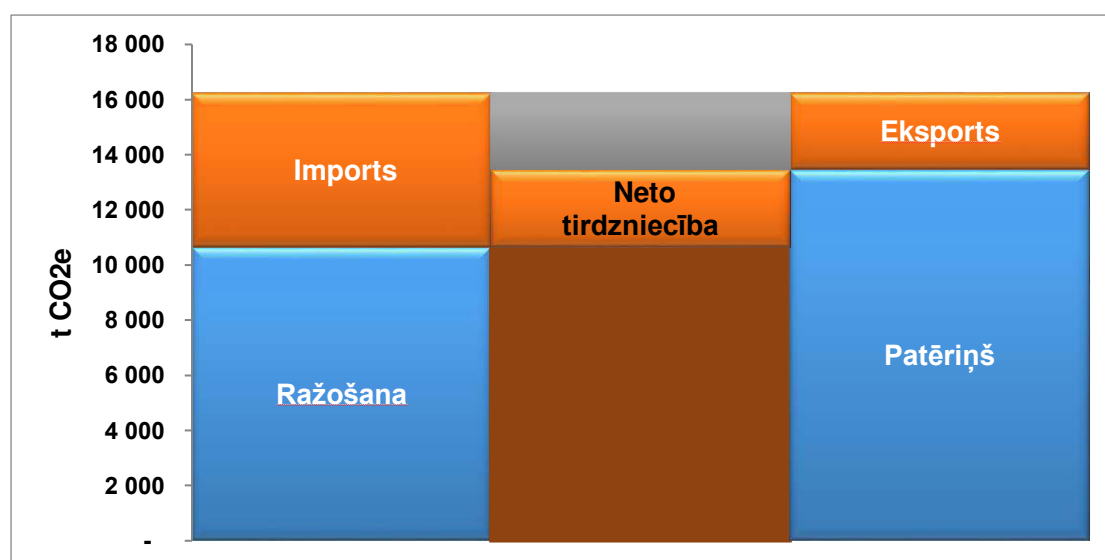 18 000
16 000
14 000
12 000
10 000
8 000
6 000
4 000
2 000
-
t CO2e
Imports
Ražošana
Neto
tirdzniecība
Eksports
Patēriņš